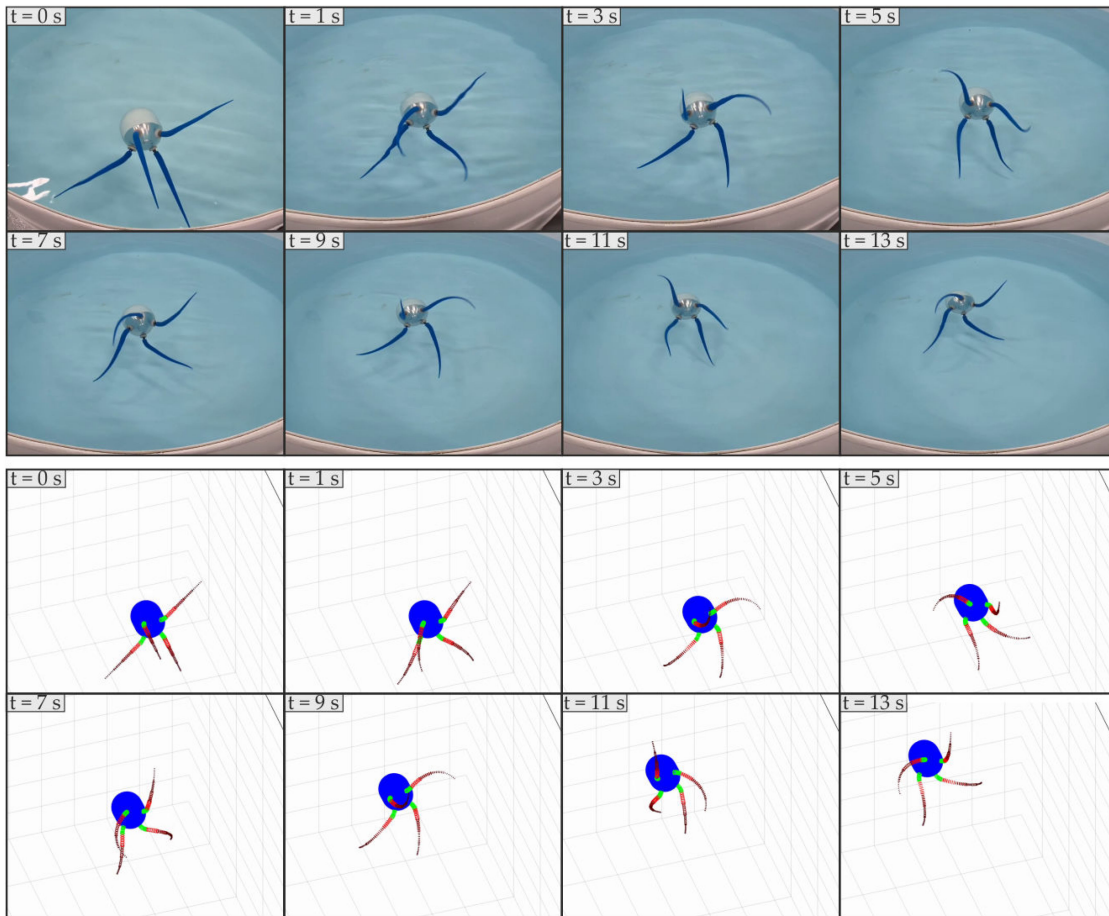 t = 0 s
t = 1 s
t = 3 s
t = 5 s
t = 7 s
t = 9 s
t = 11 s
t = 13 s
t = 0 s
t = 1 s
t = 3 s
t = 5 s
t = 7 s
t = 9 s
t = 11 s
t = 13 s